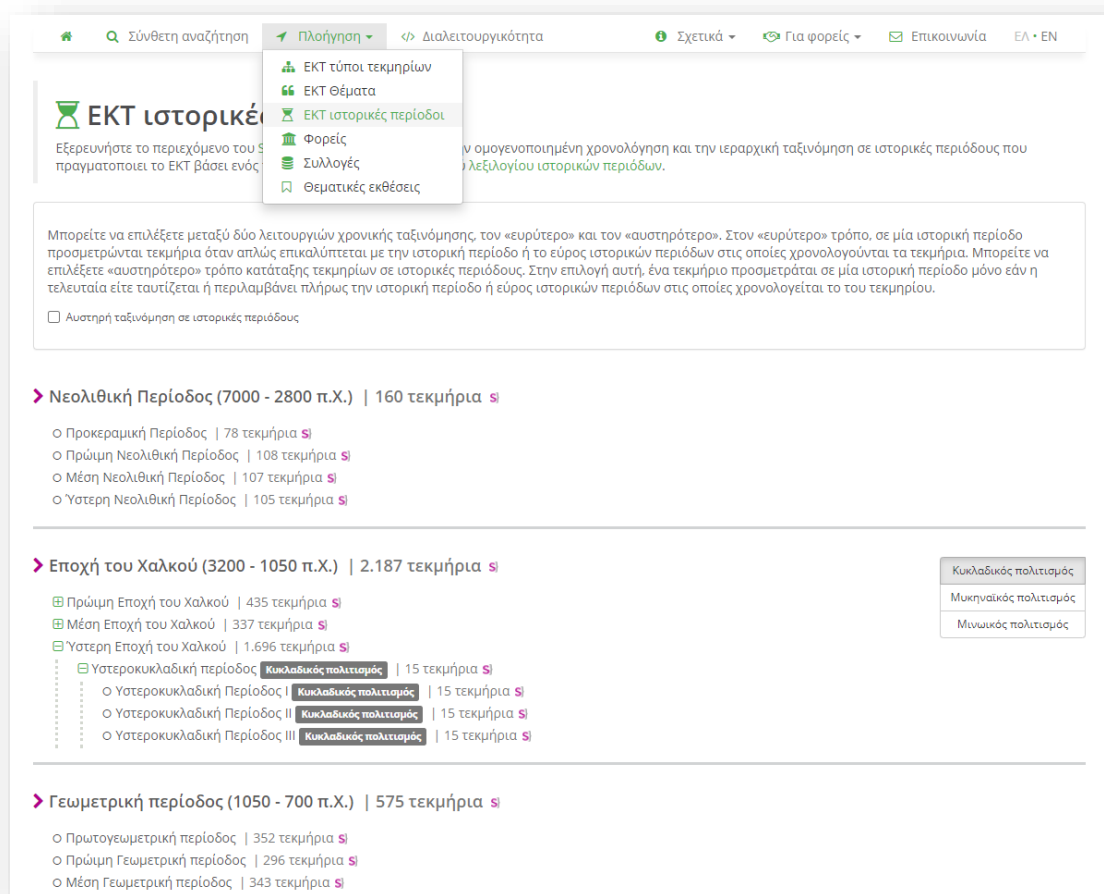 Σύνθετη αναζήτηση Πλοήγηση </> Διαλειτουργικότητα Σχετικά Για φορείς Επικοινωνία ΕΛ • EN
ΕΚΤ τύποι τεκμηρίων
ΕΚΤ Θέματα
ΕΚΤ ιστορικές περίοδοι
Φορείς
Συλλογές
Θεματικές εκθέσεις
ΕΚΤ ιστορικές
Εξερευνήστε το περιεχόμενο του S ν ομογενοποιημένη χρονολόγηση και την ιεραρχική ταξινόμηση σε ιστορικές περιόδους που
πραγματοποιει το ΕΚΤ βάσει ενός λεξιλογίου ιστορικών περιόδων.
Μπορείτε να επιλέξετε μεταξύ δύο λειτουργιών χρονικής ταξινόμησης, τον «ευρύτερο» και τον «αυστηρότερο». Στον «ευρύτερο» τρόπο, σε μία ιστορική περίοδο
προσμετρώνται τεκμήρια όταν απλώς επικαλύπτεται με την ιστορική περίοδο ή το εύρος ιστορικών περιόδων στις οποίες χρονολογούνται τα τεκμήρια. Μπορείτε να
επιλέξετε «αυστηρότερο» τρόπο κατάταξης τεκμηρίων σε ιστορικές περιόδους. Στην επιλογή αυτή, ένα τεκμήριο προσμετράται σε μία ιστορική περίοδο μόνο εάν η
τελευταία είτε ταυτίζεται ή περιλαμβάνει πλήρως την ιστορική περίοδο ή εύρος ιστορικών περιόδων στις οποίες χρονολογείται το του τεκμηρίου.
Αυστηρή ταξινόμηση σε ιστορικές περιόδους
Νεολιθική Περίοδος (7000 - 2800 π.Χ.) | 160 τεκμήρια S
Προκεραμική Περίοδος | 78 τεκμήρια S
Πρώιμη Νεολιθική Περίοδος | 108 τεκμήρια S
Μέση Νεολιθική Περίοδος | 107 τεκμήρια S
Ύστερη Νεολιθική Περίοδος | 105 τεκμήρια S
Εποχή του Χαλκού (3200 - 1050 π.Χ.) | 2.187 τεκμήρια S
Κυκλαδικός πολιτισμός
Μυκηναϊκός πολιτισμός
Μινωικός πολιτισμός
Πρώιμη Εποχή του Χαλκού | 435 τεκμήρια S
Μέση Εποχή του Χαλκού | 337 τεκμήρια S
Ύστερη Εποχή του Χαλκού | 1.696 τεκμήρια S
Υστεροκυκλαδική περίοδος Κυκλαδικός πολιτισμός | 15 τεκμήρια S
Υστεροκυκλαδική Περίοδος I Κυκλαδικός πολιτισμός | 15 τεκμήρια S
Υστεροκυκλαδική Περίοδος II Κυκλαδικός πολιτισμός | 15 τεκμήρια S
Υστεροκυκλαδική Περίοδος III Κυκλαδικός πολιτισμός | 15 τεκμήρια S
Γεωμετρική περίοδος (1050 - 700 π.Χ.) | 575 τεκμήρια S
Πρωτογεωμετρική περίοδος | 352 τεκμήρια S
Πρώιμη Γεωμετρική περίοδος | 296 τεκμήρια S
Μέση Γεωμετρική περίοδος | 343 τεκμήρια S